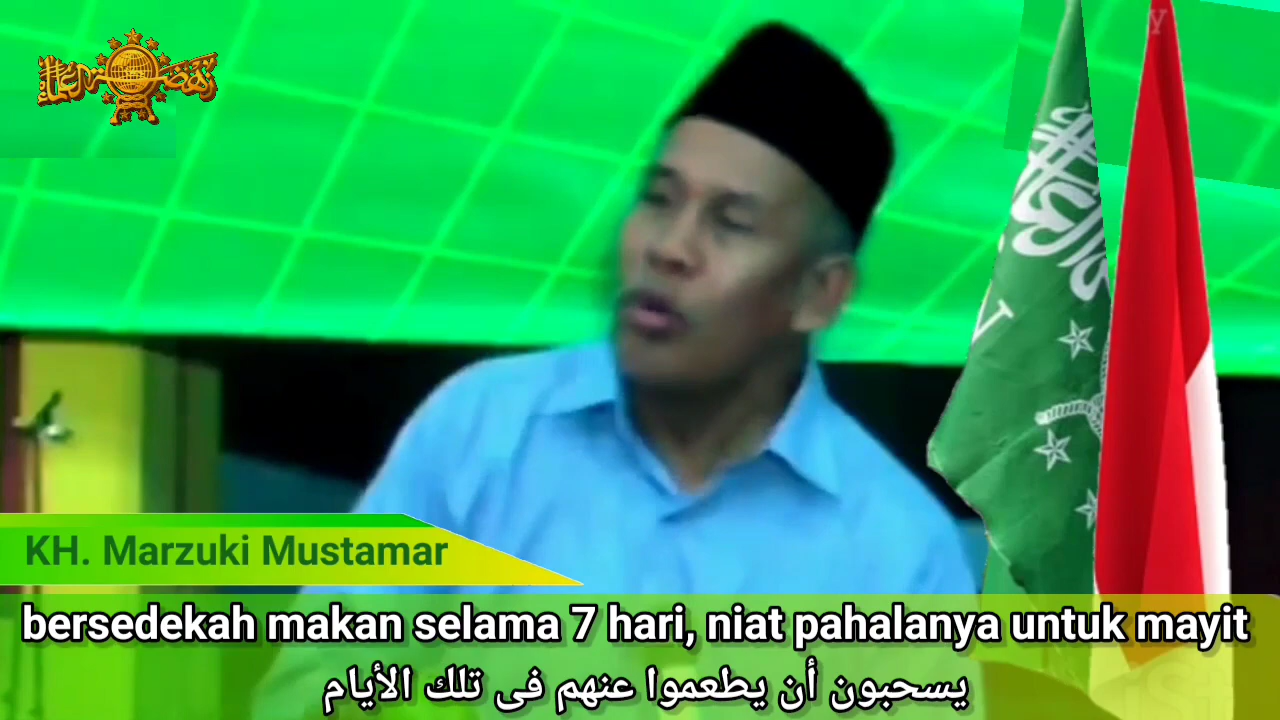 KH. Marzuki Mustamar
bersedekah makan selama 7 hari, niat pahalanya untuk mayit
يسحبون أن يطعموا عنهم فى تلك الأيام